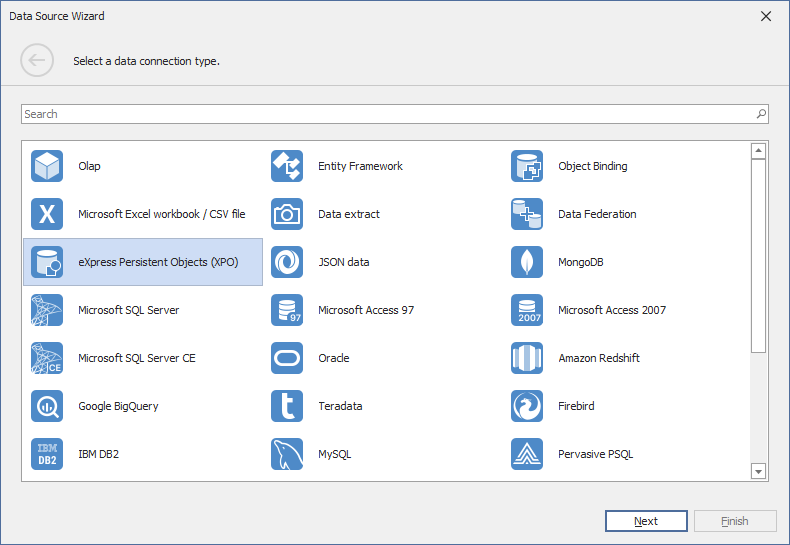 Data Source Wizard
Select a data connection type.
Search
Olap
Entity Framework
Object Binding
X
Microsoft Excel workbook / CSV file
Data extract
Data Federation
eXpress Persistent Objects (XPO)
JSON data
MongoDB
Microsoft SQL Server
97
Microsoft Access 97
2007
Microsoft Access 2007
CE
Microsoft SQL Server CE
Oracle
Amazon Redshift
Google BigQuery
t
Teradata
Firebird
IBM
DB2
IBM DB2
MySQL
Pervasive PSQL
Next
Finish